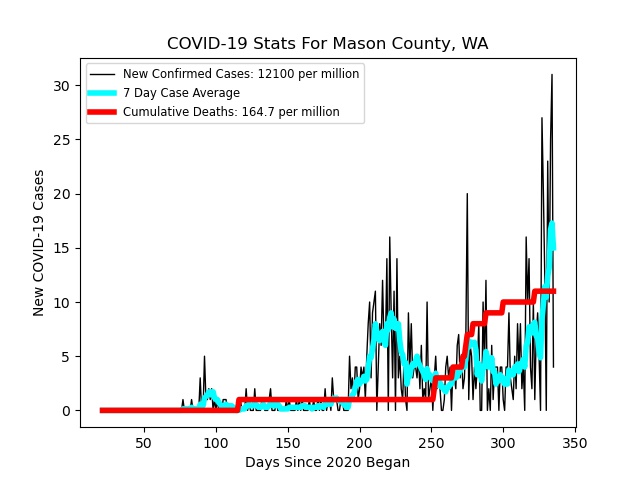 COVID-19 Stats For Mason County, WA
New Confirmed Cases: 12100 per million
7 Day Case Average
Cumulative Deaths: 164.7 per million
New COVID-19 Cases
30
25
20
15
10
5
0
50 100 150 200 250 300 350
Days Since 2020 Began